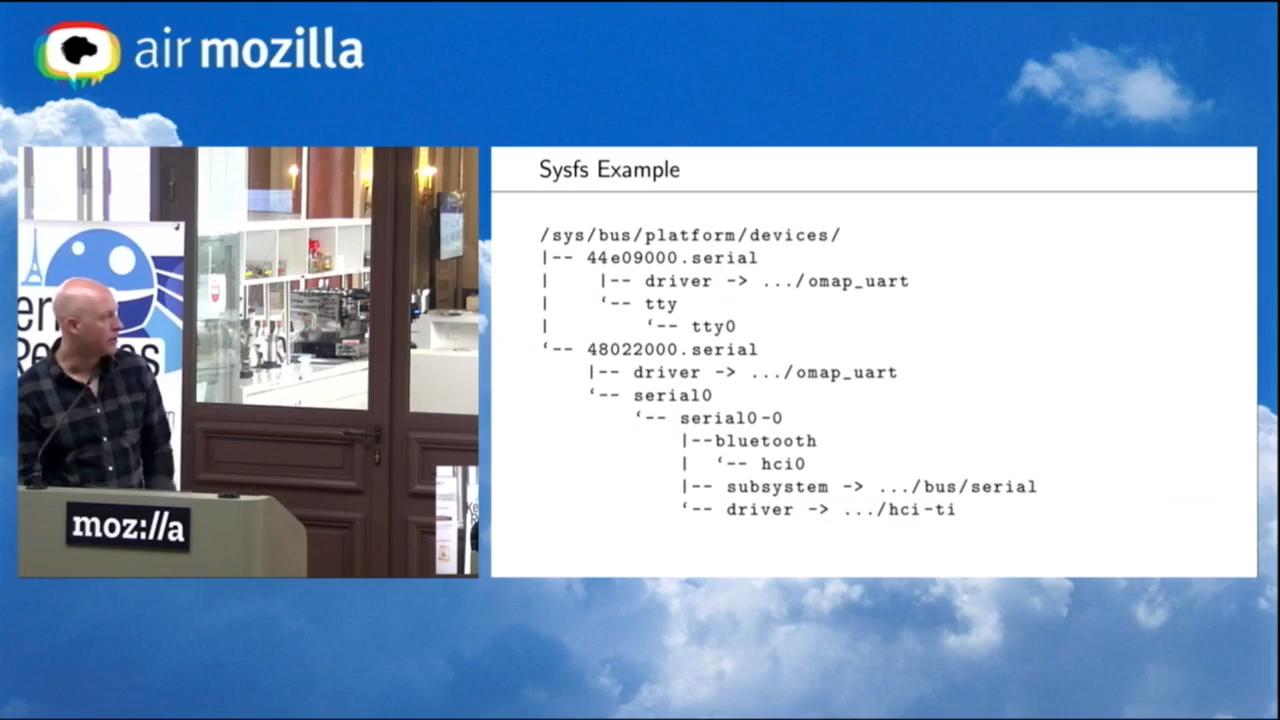 air mozilla
Sysfs Example
/sys/bus/platform/devices/
|-- 44e09000.serial
|    |-- driver -> .../omap_uart
|    ‘-- tty
|        ‘-- tty0
‘-- 48022000.serial
    |-- driver -> .../omap_uart
    ‘-- serial0
        ‘-- serial0-0
            |--bluetooth
            |  ‘-- hci0
            |-- subsystem -> .../bus/serial
            ‘-- driver -> .../hci-ti
moz://a